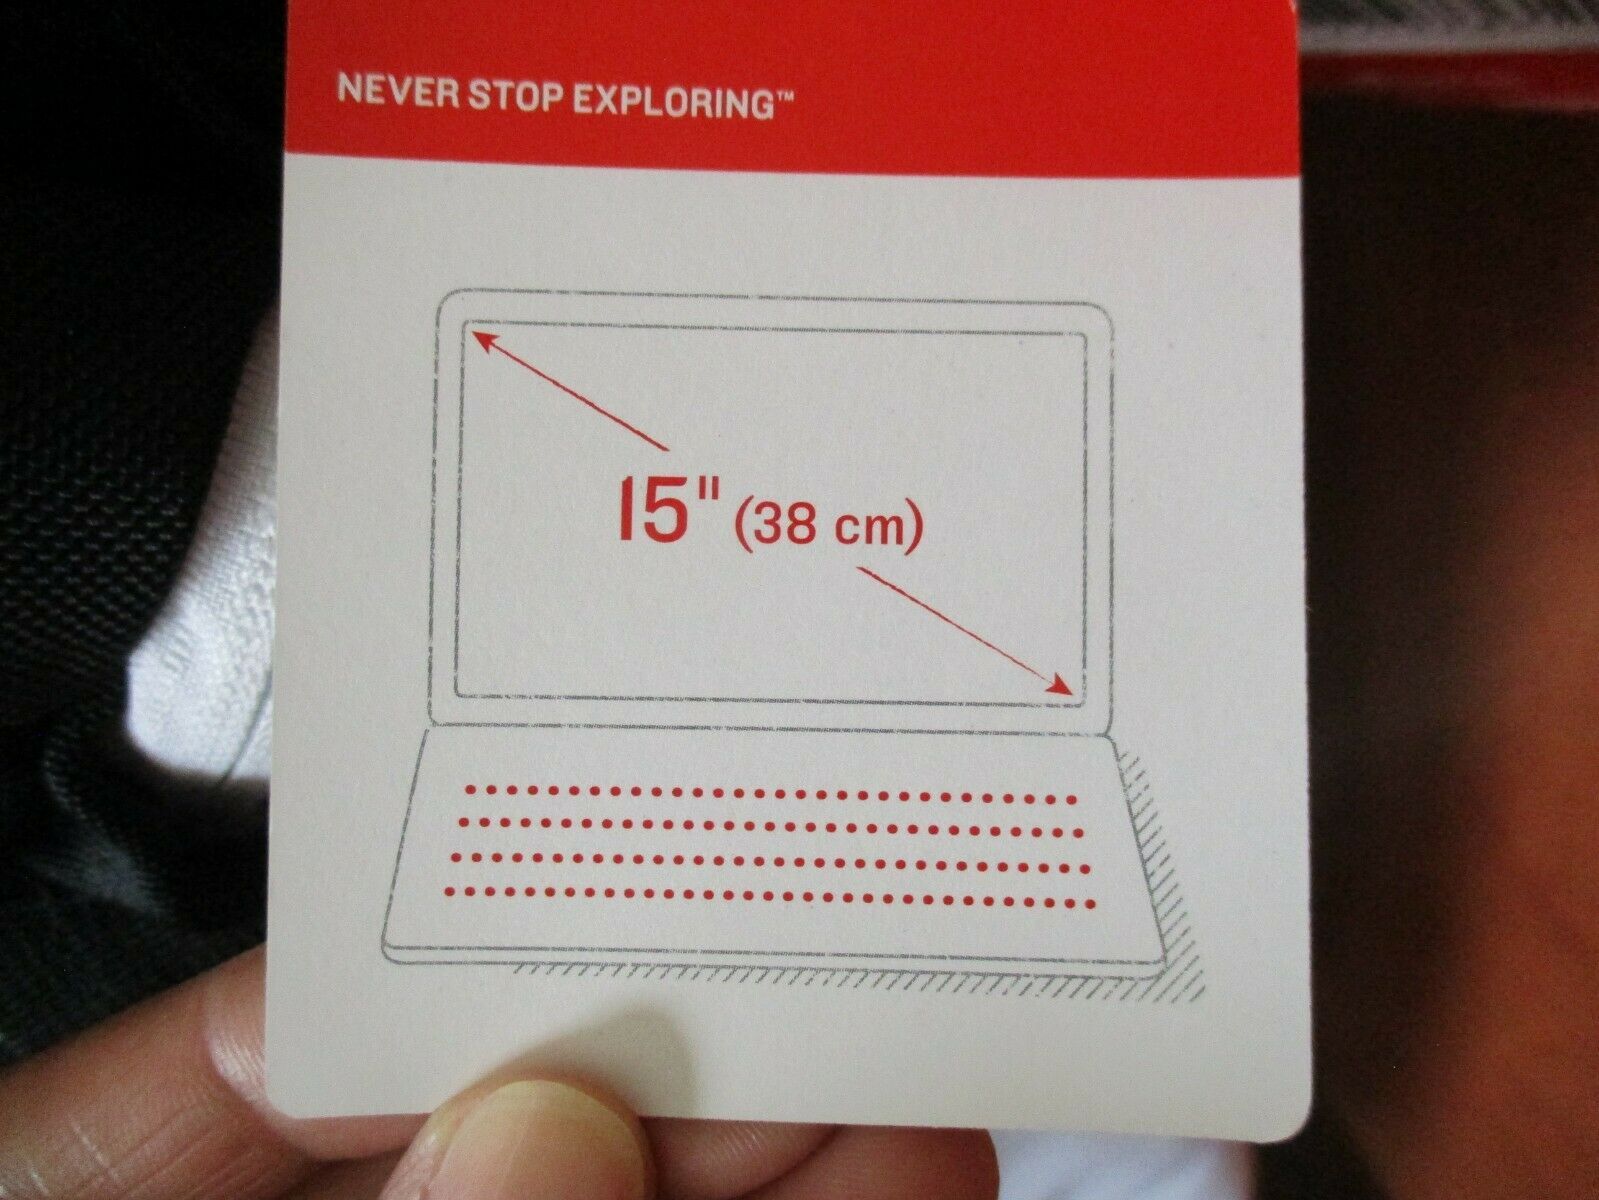 NEVER STOP EXPLORING™
15" (38 cm)